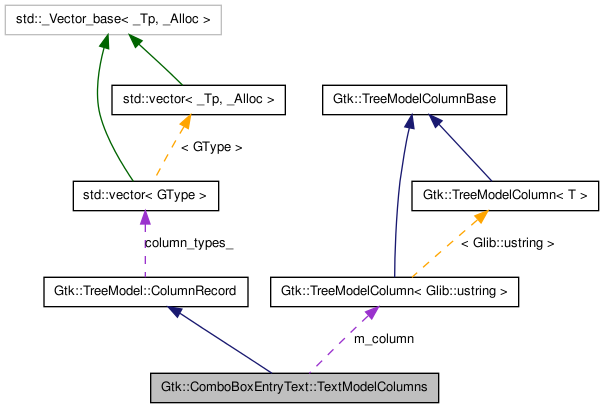 std::_Vector_base< _Tp, _Alloc >
std::vector< _Tp, _Alloc >
Gtk::TreeModelColumnBase
< GType >
std::vector< GType >
Gtk::TreeModelColumn< T >
column_types_
< Glib::ustring >
Gtk::TreeModel::ColumnRecord
Gtk::TreeModelColumn< Glib::ustring >
m_column
Gtk::ComboBoxEntryText::TextModelColumns